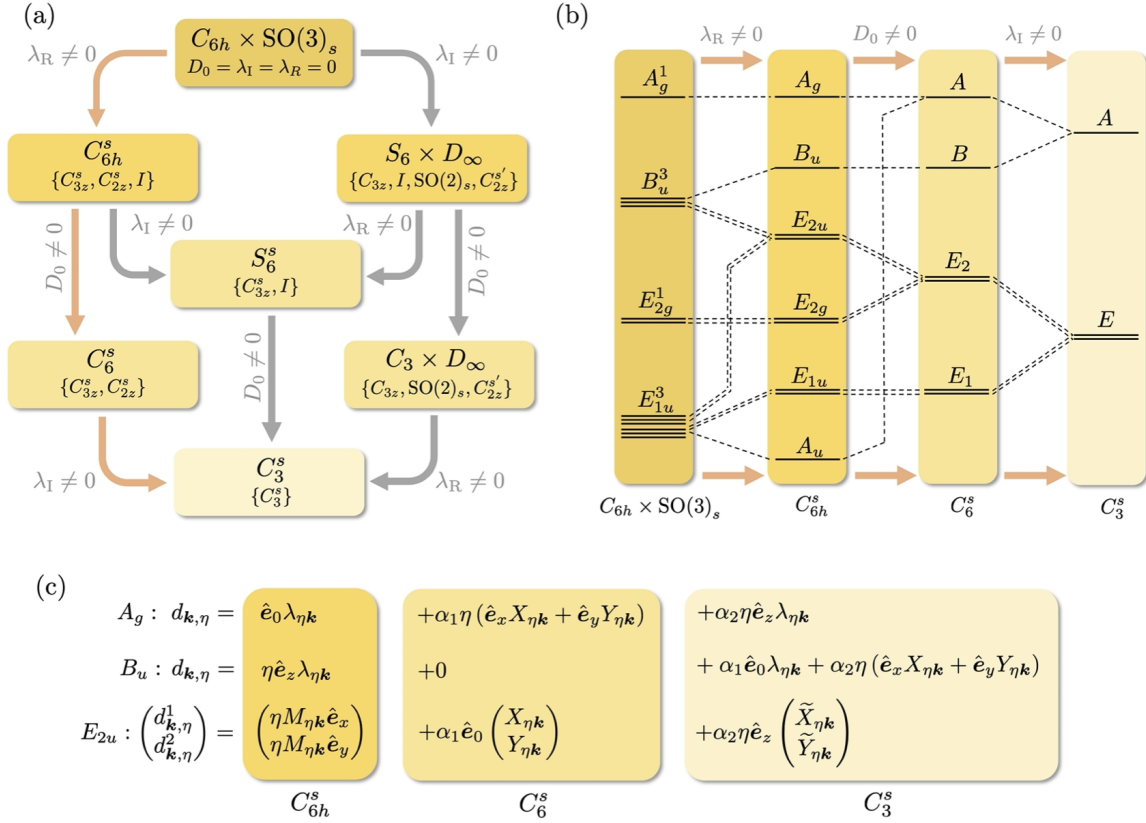 (a)
C_{6h} × SO(3)_s
D_0 = λ_I = λ_R = 0
λ_R ≠ 0
λ_I ≠ 0
C^s_{6h}
{C^s_{3z}, C^s_{2z}, I}
S_6 × D_∞
{C_{3z}, I, SO(2)_s, C^{s'}_{2z}}
D_0 ≠ 0
λ_I ≠ 0
λ_R ≠ 0
D_0 ≠ 0
S^s_6
{C^s_{3z}, I}
D_0 ≠ 0
C^s_6
{C^s_{3z}, C^s_{2z}}
C_3 × D_∞
{C_{3z}, SO(2)_s, C^{s'}_{2z}}
λ_I ≠ 0
λ_R ≠ 0
C^s_3
{C^s_3}
(b)
λ_R ≠ 0
D_0 ≠ 0
λ_I ≠ 0
A^1_g
B^3_u
E^1_{2g}
E^3_{1u}
C_{6h} × SO(3)_s
A_g
B_u
E_{2u}
E_{2g}
E_{1u}
A_u
C^s_{6h}
A
B
E_2
E_1
C^s_6
A
E
C^s_3
(c)
A_g : d_{k,η} = ê_0 λ_{ηk} +α_1 η (ê_x X_{ηk} + ê_y Y_{ηk}) +α_2 η ê_z λ_{ηk}
B_u : d_{k,η} = η ê_z λ_{ηk} +0 + α_1 ê_0 λ_{ηk} + α_2 η (ê_x X_{ηk} + ê_y Y_{ηk})
E_{2u} : (d^1_{k,η} d^2_{k,η}) = (η M_{ηk} ê_x η M_{ηk} ê_y) +α_1 ê_0 (X_{ηk} Y_{ηk}) +α_2 η ê_z (X̃_{ηk} Ỹ_{ηk})
C^s_{6h} C^s_6 C^s_3